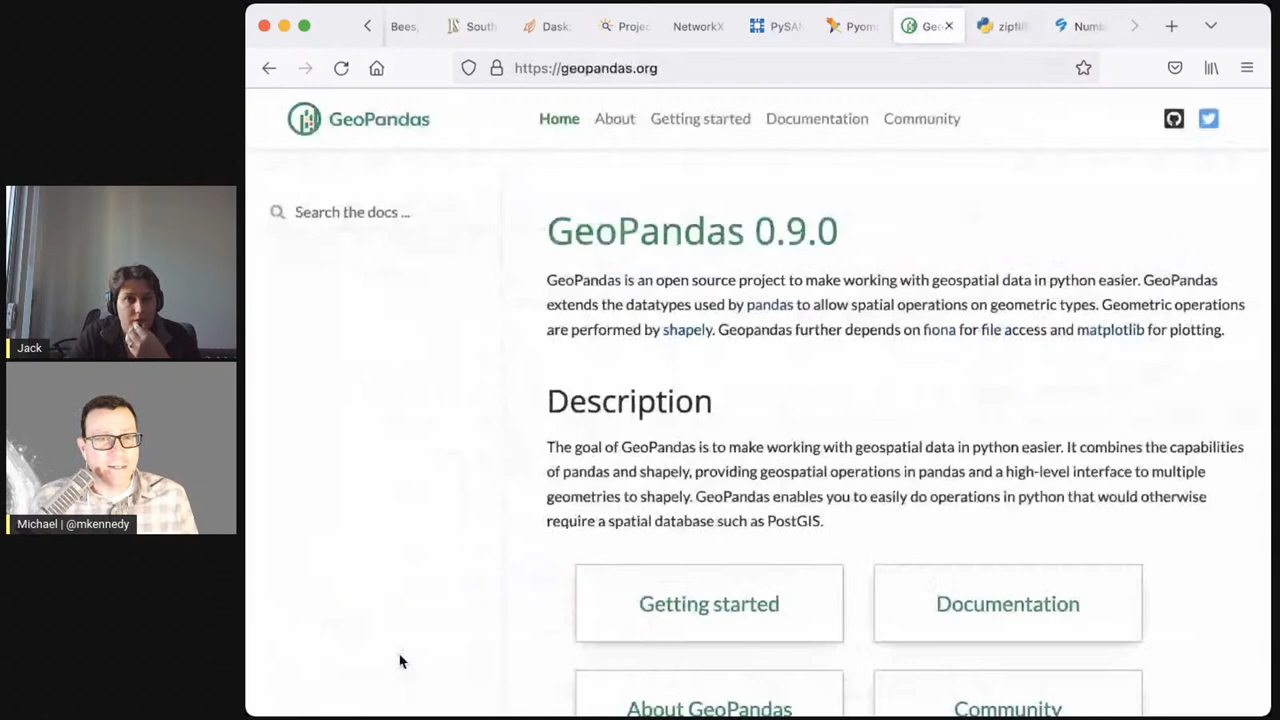 Bees,
South
Dask:
Projec
NetworkX
PySA
Pyom
Geo
zipfi
Numb
https://geopandas.org
GeoPandas
Home
About
Getting started
Documentation
Community
Search the docs ...
GeoPandas 0.9.0
GeoPandas is an open source project to make working with geospatial data in python easier. GeoPandas
extends the datatypes used by pandas to allow spatial operations on geometric types. Geometric operations
are performed by shapely. Geopandas further depends on fiona for file access and matplotlib for plotting.
Description
The goal of GeoPandas is to make working with geospatial data in python easier. It combines the capabilities
of pandas and shapely, providing geospatial operations in pandas and a high-level interface to multiple
geometries to shapely. GeoPandas enables you to easily do operations in python that would otherwise
require a spatial database such as PostGIS.
Getting started
Documentation
About GeoPandas
Community
Jack
Michael | @mkennedy